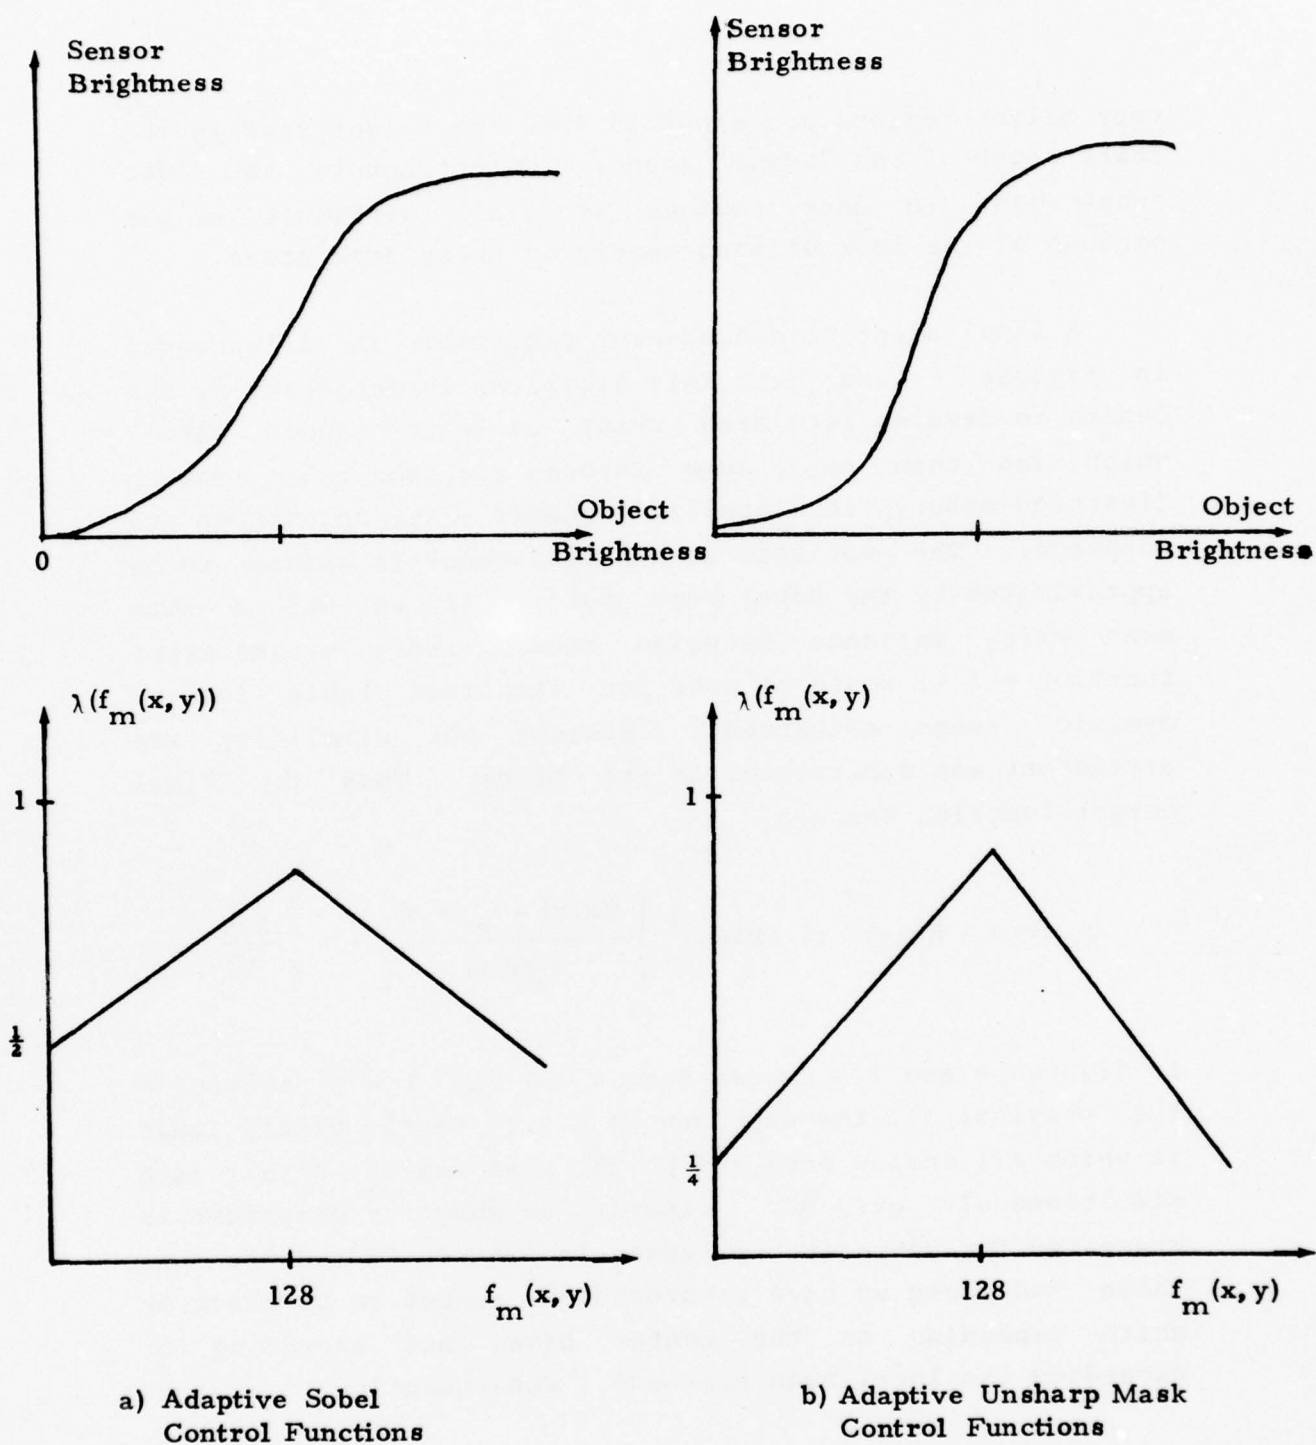 Sensor
Brightness
Object
Brightness
0
λ(f_m(x, y))
1
1/2
128
f_m(x, y)
a) Adaptive Sobel
Control Functions
Sensor
Brightness
Object
Brightness
λ(f_m(x, y)
1
1/4
128
f_m(x, y)
b) Adaptive Unsharp Mask
Control Functions